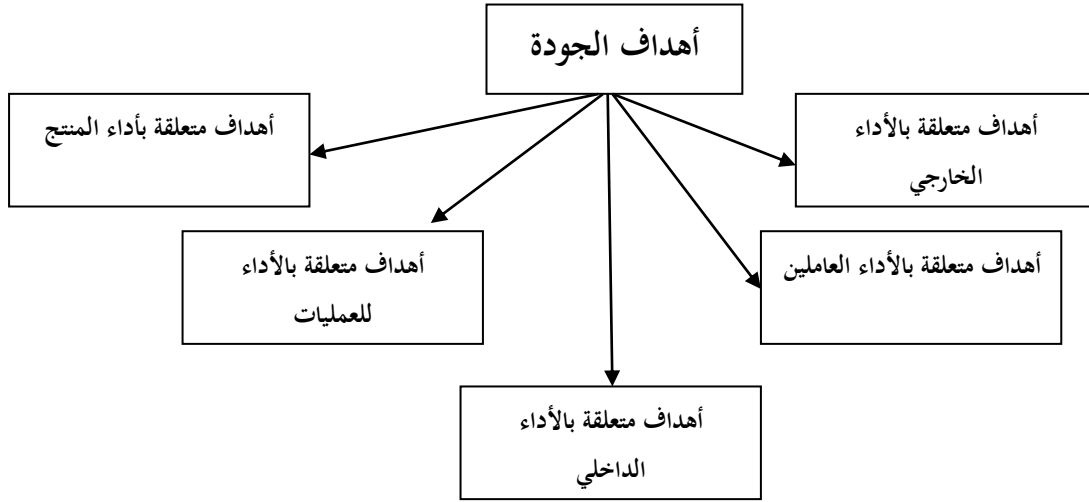 أهداف الجودة
أهداف متعلقة بالأداء
الخارجي
أهداف متعلقة بأداء المنتج
أهداف متعلقة بالأداء العاملين
أهداف متعلقة بالأداء
للعمليات
أهداف متعلقة بالأداء
الداخلي